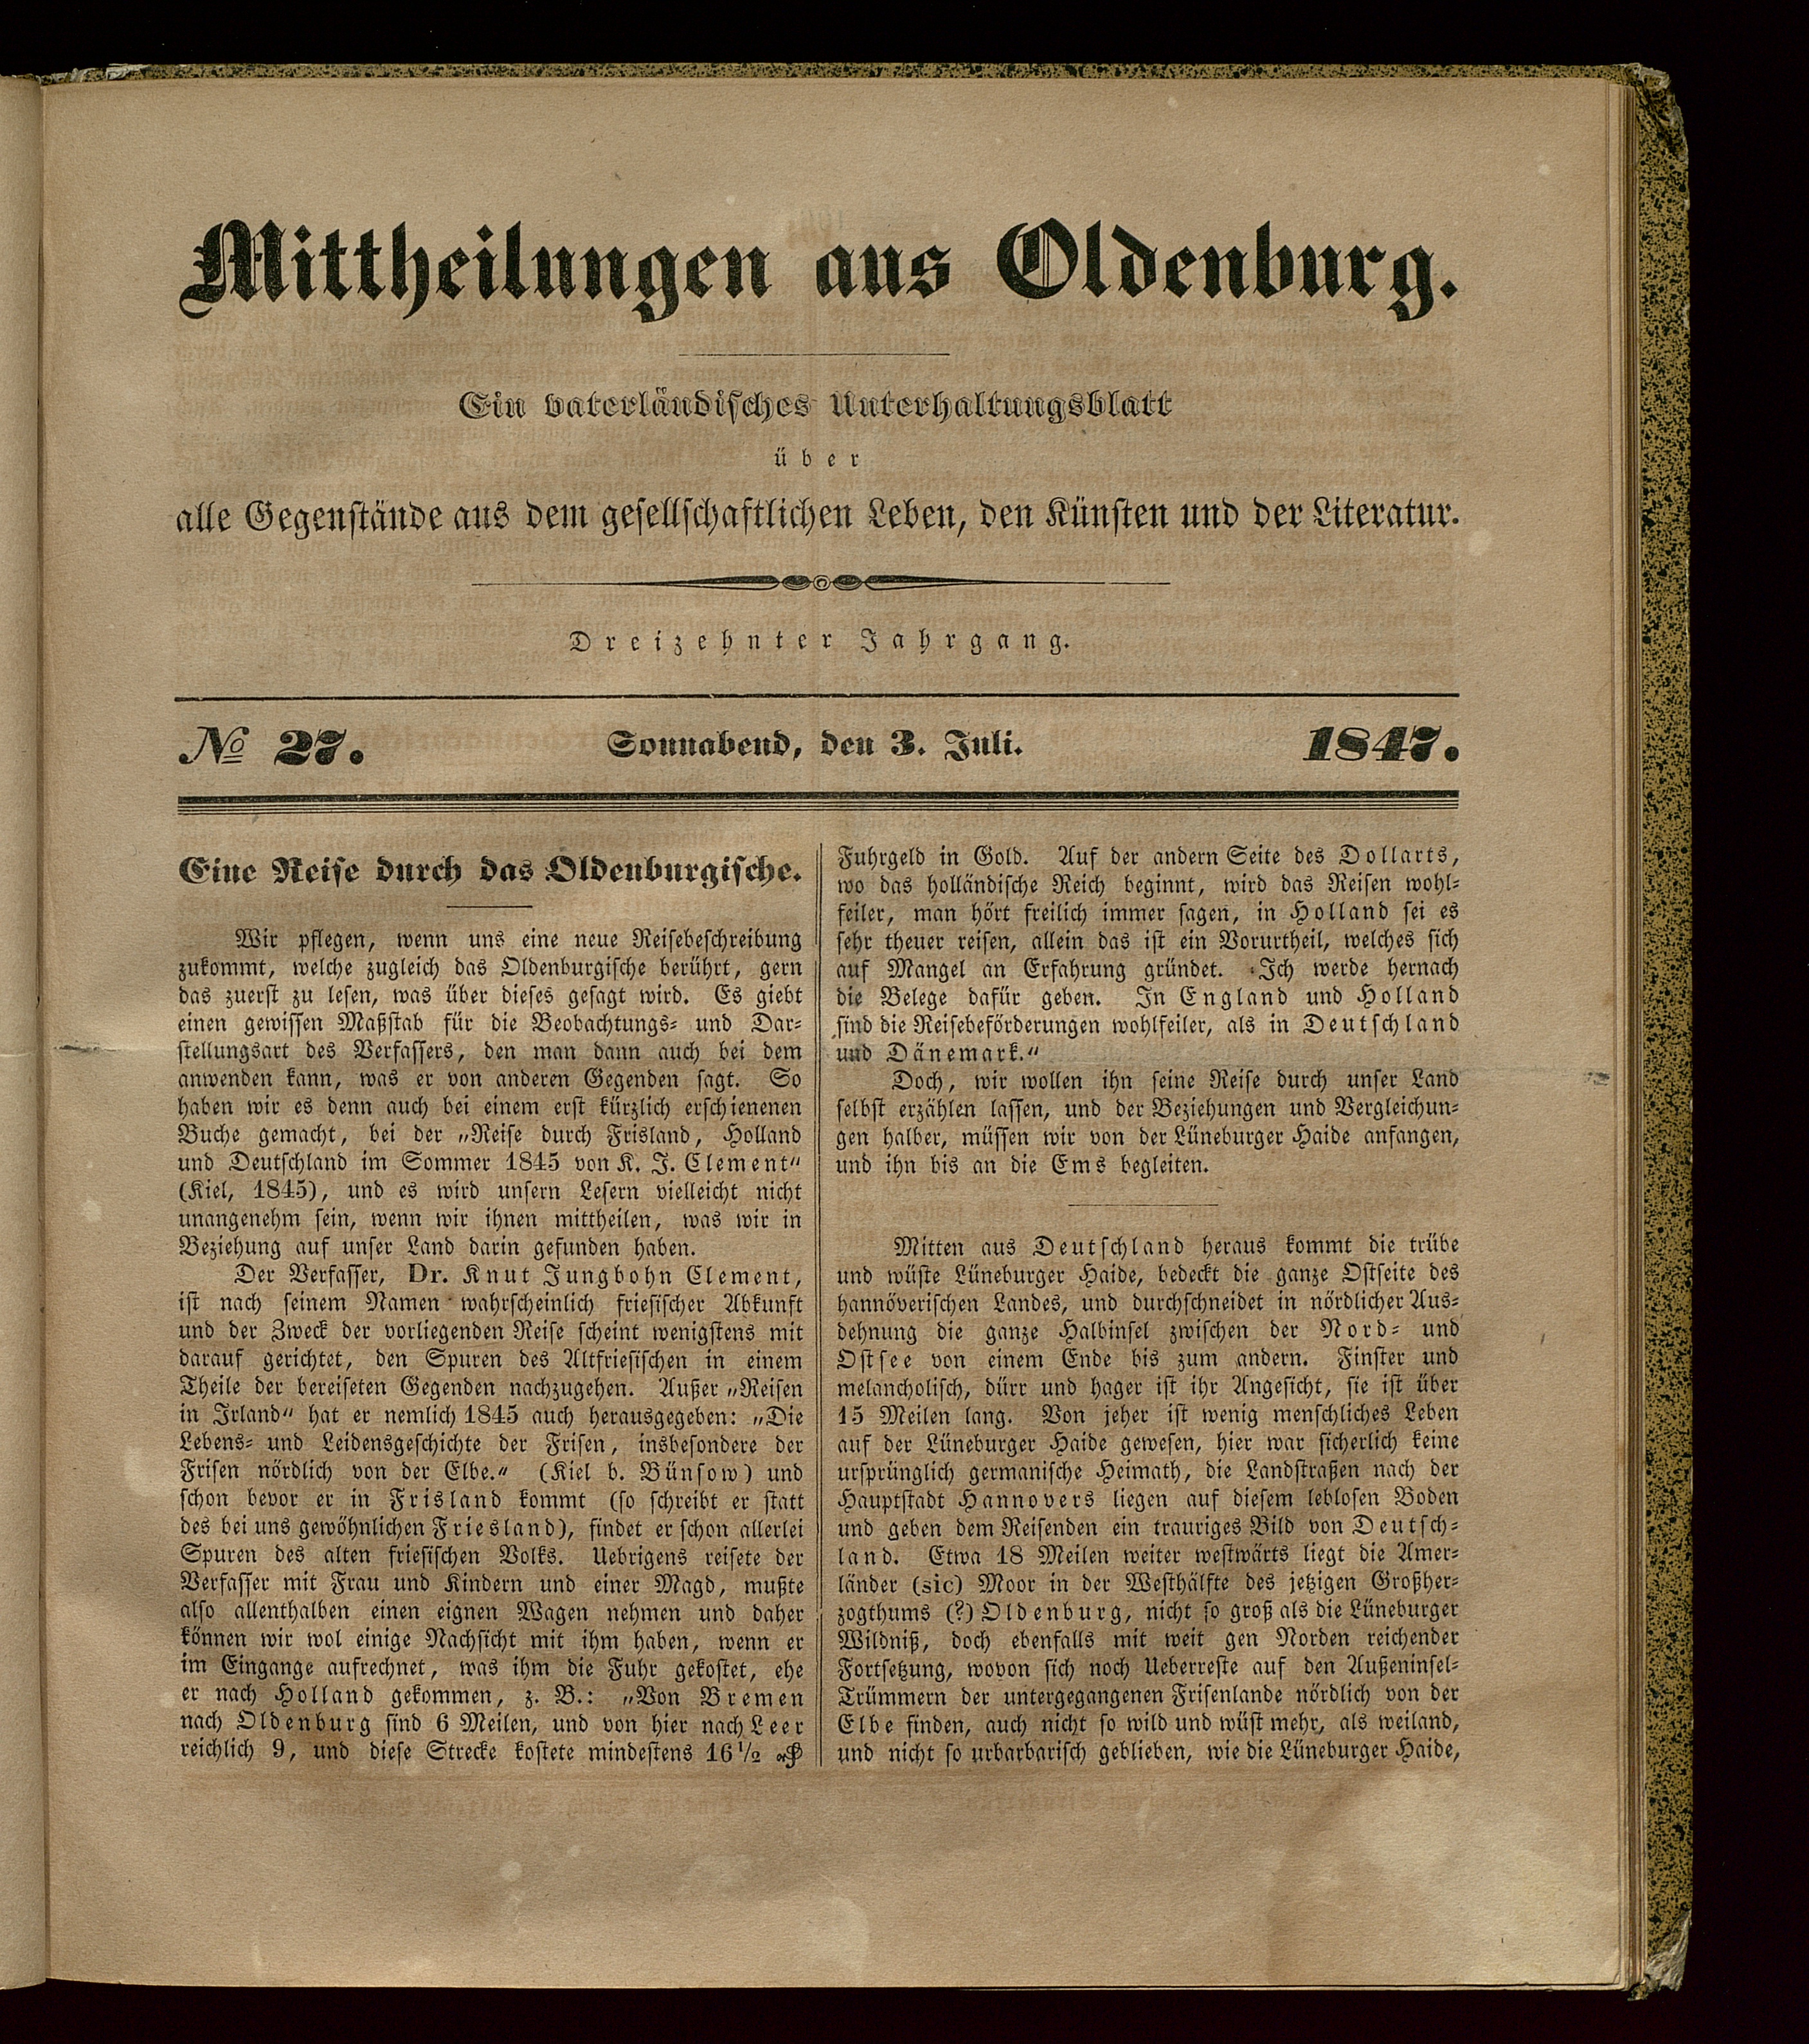 Mittheilungen aus Oldenburg.
Ein vaterländisches Unterhaltungsblatt
über
alle Gegenstände aus dem gesellschaftlichen Leben, den Künsten und der Literatur.
Dreizehnter Jahrgang.
No 27. Sonnabend, den 3. Juli. 1847.
Eine Reise durch das Oldenburgische.
Wir pflegen, wenn uns eine neue Reisebeschreibung
zukommt, welche zugleich das Oldenburgische berührt, gern
das zuerst zu lesen, was über dieses gesagt wird. Es giebt
einen gewissen Maßstab für die Beobachtungs- und Dar-
stellungsart des Verfassers, den man dann auch bei dem
anwenden kann, was er von anderen Gegenden sagt. So
haben wir es denn auch bei einem erst kürzlich erschienenen
Buche gemacht, bei der „Reise durch Frisland, Holland
und Deutschland im Sommer 1845 von K. J. Clement“
(Kiel, 1845), und es wird unsern Lesern vielleicht nicht
unangenehm sein, wenn wir ihnen mittheilen, was wir in
Beziehung auf unser Land darin gefunden haben.
Der Verfasser, Dr. Knut Jungbohn Clement,
ist nach seinem Namen wahrscheinlich friesischer Abkunft
und der Zweck der vorliegenden Reise scheint wenigstens mit
darauf gerichtet, den Spuren des Altfriesischen in einem
Theile der bereiseten Gegenden nachzugehen. Außer „Reisen
in Irland“ hat er nemlich 1845 auch herausgegeben: „Die
Lebens- und Leidensgeschichte der Frisen, insbesondere der
Frisen nördlich von der Elbe.“ (Kiel b. Bünsow) und
schon bevor er in Frisland kommt (so schreibt er statt
des bei uns gewöhnlichen Friesland), findet er schon allerlei
Spuren des alten friesischen Volks. Uebrigens reisete der
Verfasser mit Frau und Kindern und einer Magd, mußte
also allenthalben einen eignen Wagen nehmen und daher
können wir wol einige Nachsicht mit ihm haben, wenn er
im Eingange aufrechnet, was ihm die Fuhr gekostet, ehe
er nach Holland gekommen, z. B.: „Von Bremen
nach Oldenburg sind 6 Meilen, und von hier nach Leer
reichlich 9, und diese Strecke kostete mindestens 16 1/2 ₰
Fuhrgeld in Gold. Auf der andern Seite des Dollarts,
wo das holländische Reich beginnt, wird das Reisen wohl-
feiler, man hört freilich immer sagen, in Holland sei es
sehr theuer reisen, allein das ist ein Vorurtheil, welches sich
auf Mangel an Erfahrung gründet. Ich werde hernach
die Belege dafür geben. In England und Holland
sind die Reisebeförderungen wohlfeiler, als in Deutschland
und Dänemark.“
Doch, wir wollen ihn seine Reise durch unser Land
selbst erzählen lassen, und der Beziehungen und Vergleichun-
gen halber, müssen wir von der Lüneburger Haide anfangen,
und ihn bis an die Ems begleiten.
Mitten aus Deutschland heraus kommt die trübe
und wüste Lüneburger Haide, bedeckt die ganze Ostseite des
hannöverischen Landes, und durchschneidet in nördlicher Aus-
dehnung die ganze Halbinsel zwischen der Nord- und
Ostsee von einem Ende bis zum andern. Finster und
melancholisch, dürr und hager ist ihr Angesicht, sie ist über
15 Meilen lang. Von jeher ist wenig menschliches Leben
auf der Lüneburger Haide gewesen, hier war sicherlich keine
ursprünglich germanische Heimath, die Landstraßen nach der
Hauptstadt Hannovers liegen auf diesem leblosen Boden
und geben dem Reisenden ein trauriges Bild von Deutsch-
land. Etwa 18 Meilen weiter westwärts liegt die Amer-
länder (sic) Moor in der Westhälfte des jetzigen Großher-
zogthums (?) Oldenburg, nicht so groß als die Lüneburger
Wildniß, doch ebenfalls mit weit gen Norden reichender
Fortsetzung, wovon sich noch Ueberreste auf den Außeninsel-
Trümmern der untergegangenen Frisenlande nördlich von der
Elbe finden, auch nicht so wild und wüst mehr, als weiland,
und nicht so urbarbarisch geblieben, wie die Lüneburger Haide,